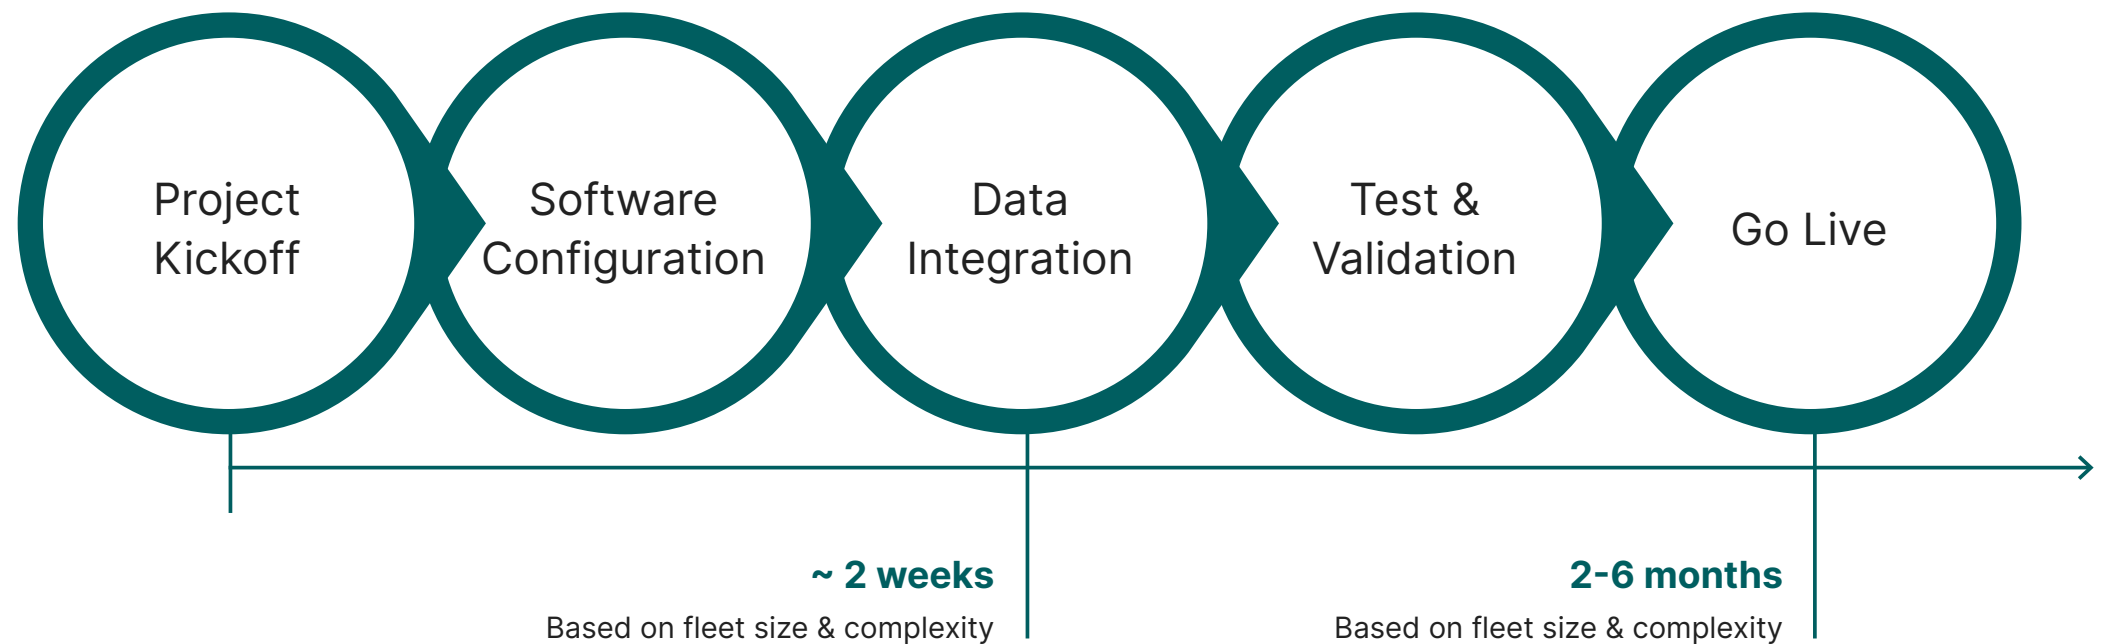 Project
Kickoff
Software
Configuration
Data
Integration
Test &
Validation
Go Live
~ 2 weeks
Based on fleet size & complexity
2-6 months
Based on fleet size & complexity